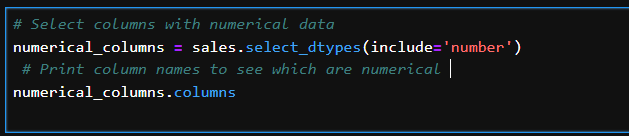 # Select columns with numerical data
numerical_columns = sales.select_dtypes(include='number')
# Print column names to see which are numerical
numerical_columns.columns